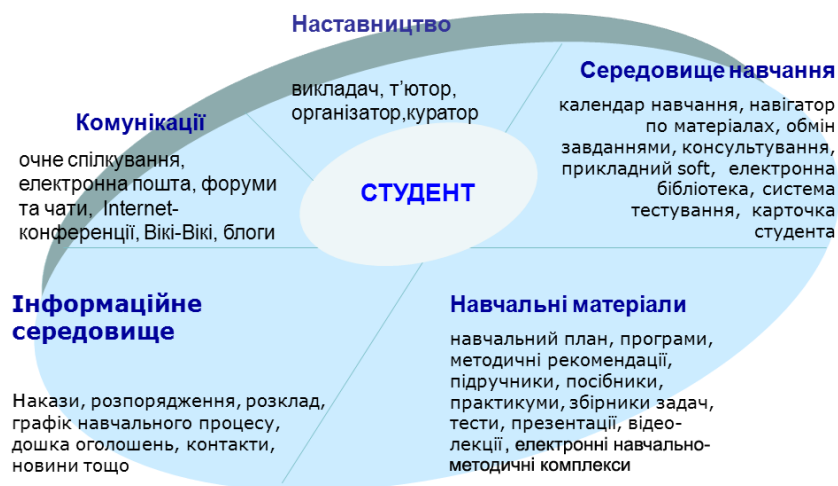 Наставництво
викладач, т’ютор,
організатор,куратор
Середовище навчання
календар навчання, навігатор
по матеріалах, обмін
завданнями, консультування,
прикладний soft, електронна
бібліотека, система
тестування, карточка
студента
Комунікації
очне спілкування,
електронна пошта, форуми
та чати, Internet-
конференції, Вікі-Вікі, блоги
СТУДЕНТ
Інформаційне
середовище
Накази, розпорядження, розклад,
графік навчального процесу,
дошка оголошень, контакти,
новини тощо
Навчальні матеріали
навчальний план, програми,
методичні рекомендації,
підручники, посібники,
практикуми, збірники задач,
тести, презентації, відео-
лекції, електронні навчально-
методичні комплекси